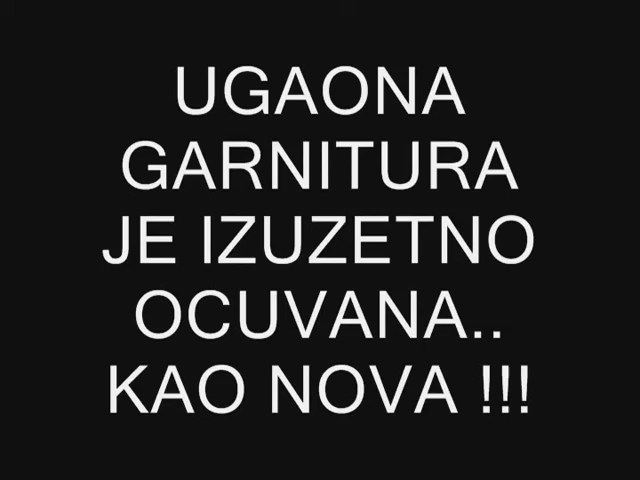 UGAONA
GARNITURA
JE IZUZETNO
OCUVANA..
KAO NOVA !!!